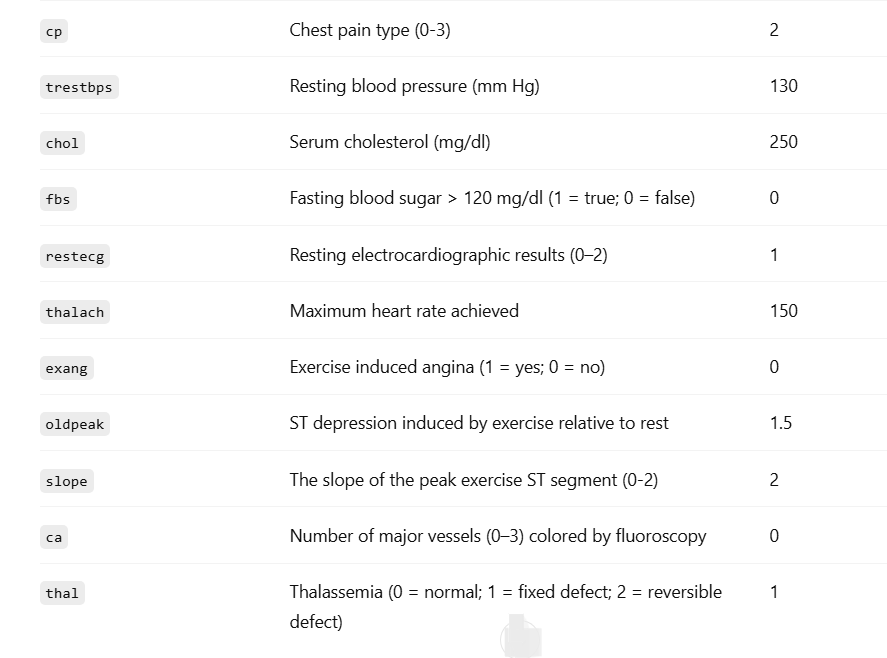 cp Chest pain type (0-3) 2
trestbps Resting blood pressure (mm Hg) 130
chol Serum cholesterol (mg/dl) 250
fbs Fasting blood sugar > 120 mg/dl (1 = true; 0 = false) 0
restecg Resting electrocardiographic results (0–2) 1
thalach Maximum heart rate achieved 150
exang Exercise induced angina (1 = yes; 0 = no) 0
oldpeak ST depression induced by exercise relative to rest 1.5
slope The slope of the peak exercise ST segment (0-2) 2
ca Number of major vessels (0–3) colored by fluoroscopy 0
thal Thalassemia (0 = normal; 1 = fixed defect; 2 = reversible 1
defect)